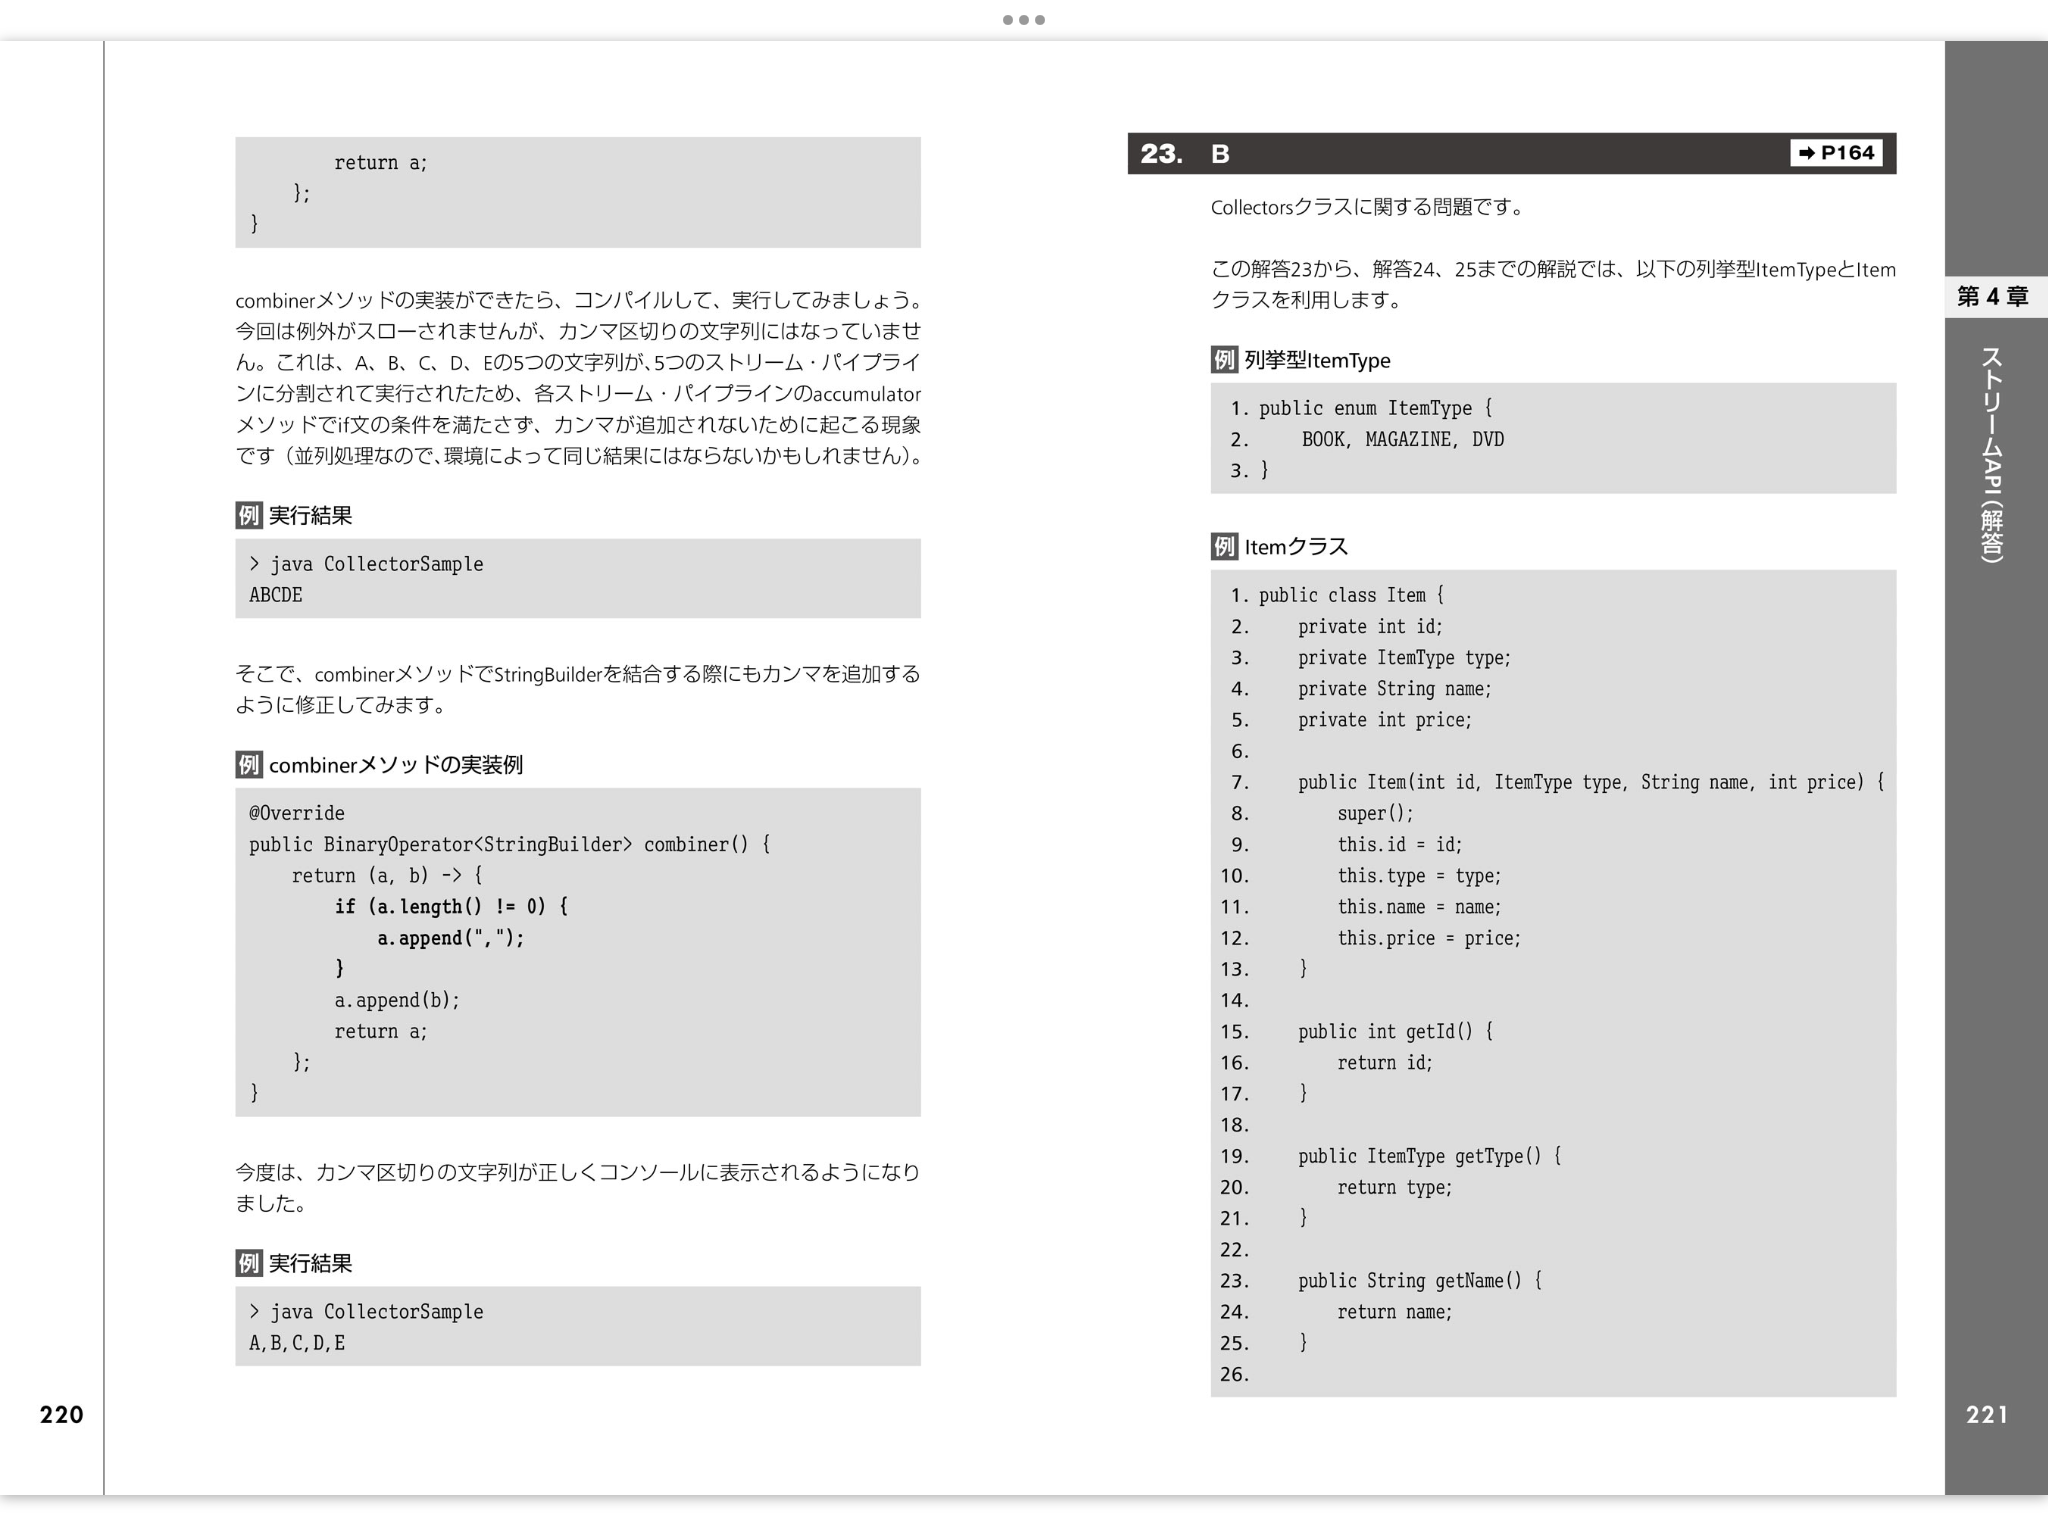 return a;
    };
}
combinerメソッドの実装ができたら、コンパイルして、実行してみましょう。
今回は例外がスローされませんが、カンマ区切りの文字列にはなっていませ
ん。これは、A、B、C、D、Eの5つの文字列が、5つのストリーム・パイプライ
ンに分割されて実行されたため、各ストリーム・パイプラインのaccumulator
メソッドでif文の条件を満たさず、カンマが追加されないために起こる現象
です（並列処理なので、環境によって同じ結果にはならないかもしれません）。
例 実行結果
> java CollectorSample
ABCDE
そこで、combinerメソッドでStringBuilderを結合する際にもカンマを追加する
ように修正してみます。
例 combinerメソッドの実装例
@Override
public BinaryOperator<StringBuilder> combiner() {
    return (a, b) -> {
        if (a.length() != 0) {
            a.append(",");
        }
        a.append(b);
        return a;
    };
}
今度は、カンマ区切りの文字列が正しくコンソールに表示されるようになり
ました。
例 実行結果
> java CollectorSample
A,B,C,D,E
220
23. B ➡ P164
Collectorsクラスに関する問題です。
この解答23から、解答24、25までの解説では、以下の列挙型ItemTypeとItem
クラスを利用します。
例 列挙型ItemType
1. public enum ItemType {
2.     BOOK, MAGAZINE, DVD
3. }
例 Itemクラス
1. public class Item {
2.     private int id;
3.     private ItemType type;
4.     private String name;
5.     private int price;
6.
7.     public Item(int id, ItemType type, String name, int price) {
8.         super();
9.         this.id = id;
10.         this.type = type;
11.         this.name = name;
12.         this.price = price;
13.     }
14.
15.     public int getId() {
16.         return id;
17.     }
18.
19.     public ItemType getType() {
20.         return type;
21.     }
22.
23.     public String getName() {
24.         return name;
25.     }
26.
第4章
ストリームAPI（解答）
221